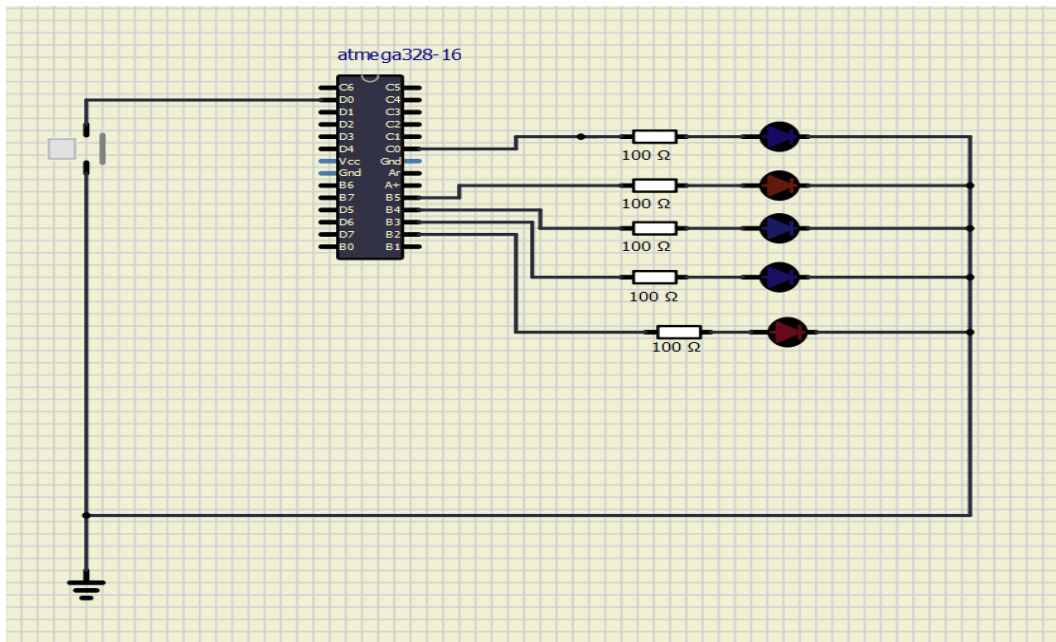 atmega328-16
C6 C5
D0 C4
D1 C3
D2 C2
D3 C1
D4 C0
Vcc Gnd
Gnd Ar
B6 A+
B7 B5
D5 B4
D6 B3
D7 B2
B0 B1
100 Ω
100 Ω
100 Ω
100 Ω
100 Ω